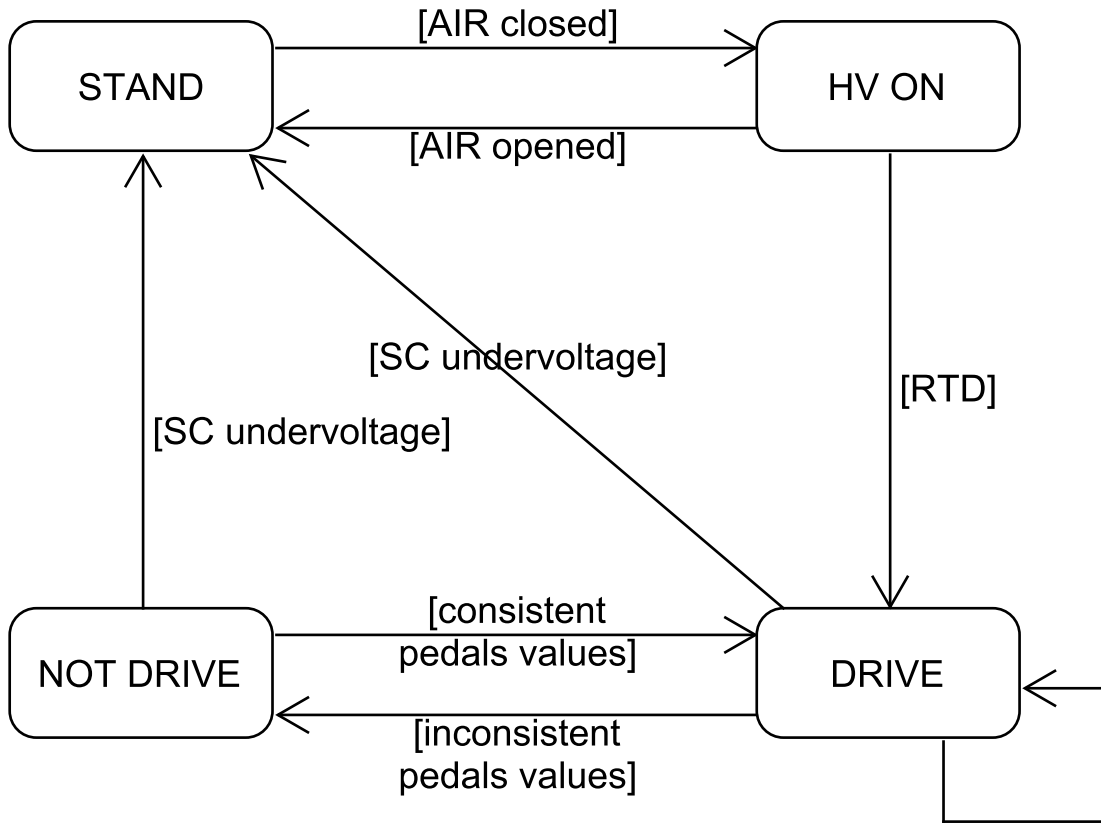 [AIR closed]
STAND
HV ON
[AIR opened]
[SC undervoltage]
[RTD]
[SC undervoltage]
[consistent
pedals values]
NOT DRIVE
DRIVE
[inconsistent
pedals values]